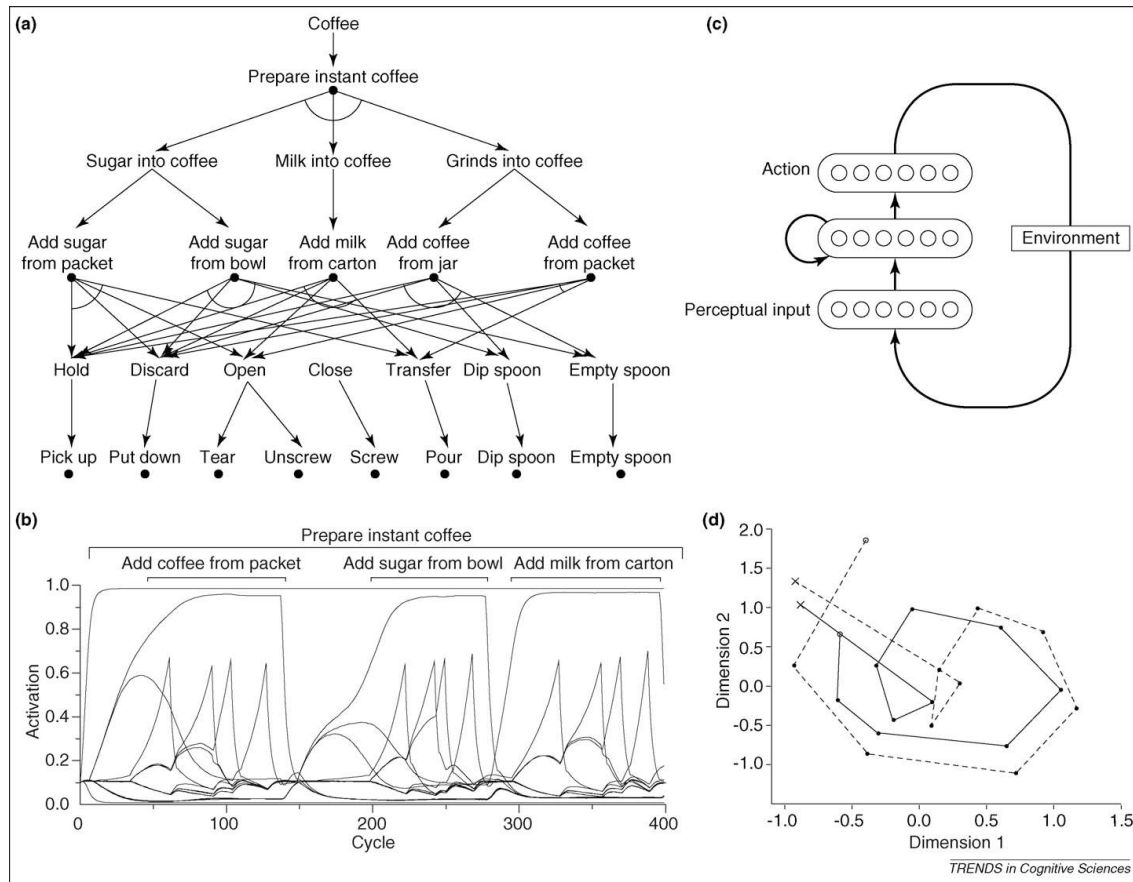 (a)
Coffee
Prepare instant coffee
Sugar into coffee Milk into coffee Grinds into coffee
Add sugar Add sugar Add milk Add coffee Add coffee
from packet from bowl from carton from jar from packet
Hold Discard Open Close Transfer Dip spoon Empty spoon
Pick up Put down Tear Unscrew Screw Pour Dip spoon Empty spoon
(b)
Prepare instant coffee
Add coffee from packet Add sugar from bowl Add milk from carton
1.0
0.8
0.6
0.4
0.2
0.0
Activation
0 100 200 300 400
Cycle
(c)
Action
Environment
Perceptual input
(d)
2.0
1.5
1.0
0.5
0.0
-0.5
-1.0
Dimension 2
-1.0 -0.5 0.0 0.5 1.0 1.5
Dimension 1
TRENDS in Cognitive Sciences